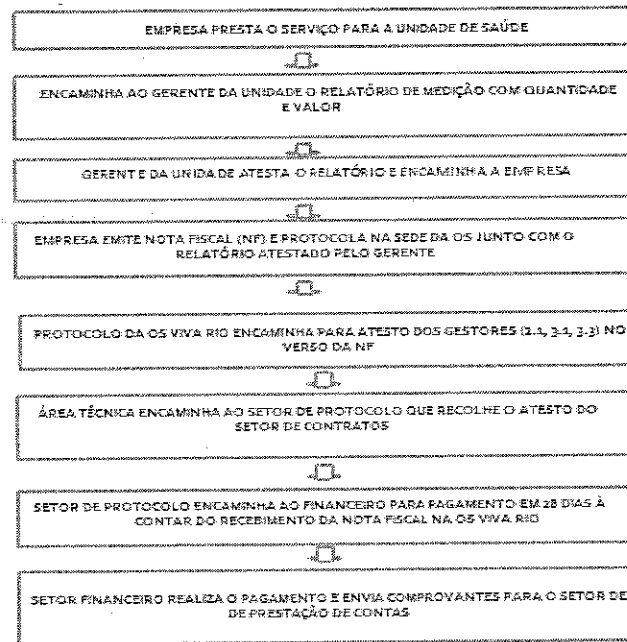 EMPRESA PRESTA O SERVIÇO PARA A UNIDADE DE SAÚDE
ENCAMINHA AO GERENTE DA UNIDADE O RELATÓRIO DE MEDIÇÃO COM QUANTIDADE
E VALOR
GERENTE DA UNIDADE ATESTA O RELATÓRIO E ENCAMINHA A EMPRESA
EMPRESA EMITE NOTA FISCAL (NF) E PROTOCOLA NA SEDE DA OS JUNTO COM O
RELATÓRIO ATESTADO PELO GERENTE
PROTOCOLO DA OS VIVA RIO ENCAMINHA PARA ATESTO DOS GESTORES (2.1, 3.1, 3.3) NO
VERSO DA NF
ÁREA TÉCNICA ENCAMINHA AO SETOR DE PROTOCOLO QUE RECOLHE O ATESTO DO
SETOR DE CONTRATOS
SETOR DE PROTOCOLO ENCAMINHA AO FINANCEIRO PARA PAGAMENTO EM 28 DIAS À
CONTAR DO RECEBIMENTO DA NOTA FISCAL NA OS VIVA RIO
SETOR FINANCEIRO REALIZA O PAGAMENTO E ENVIA COMPROVANTES PARA O SETOR DE
DE PRESTAÇÃO DE CONTAS